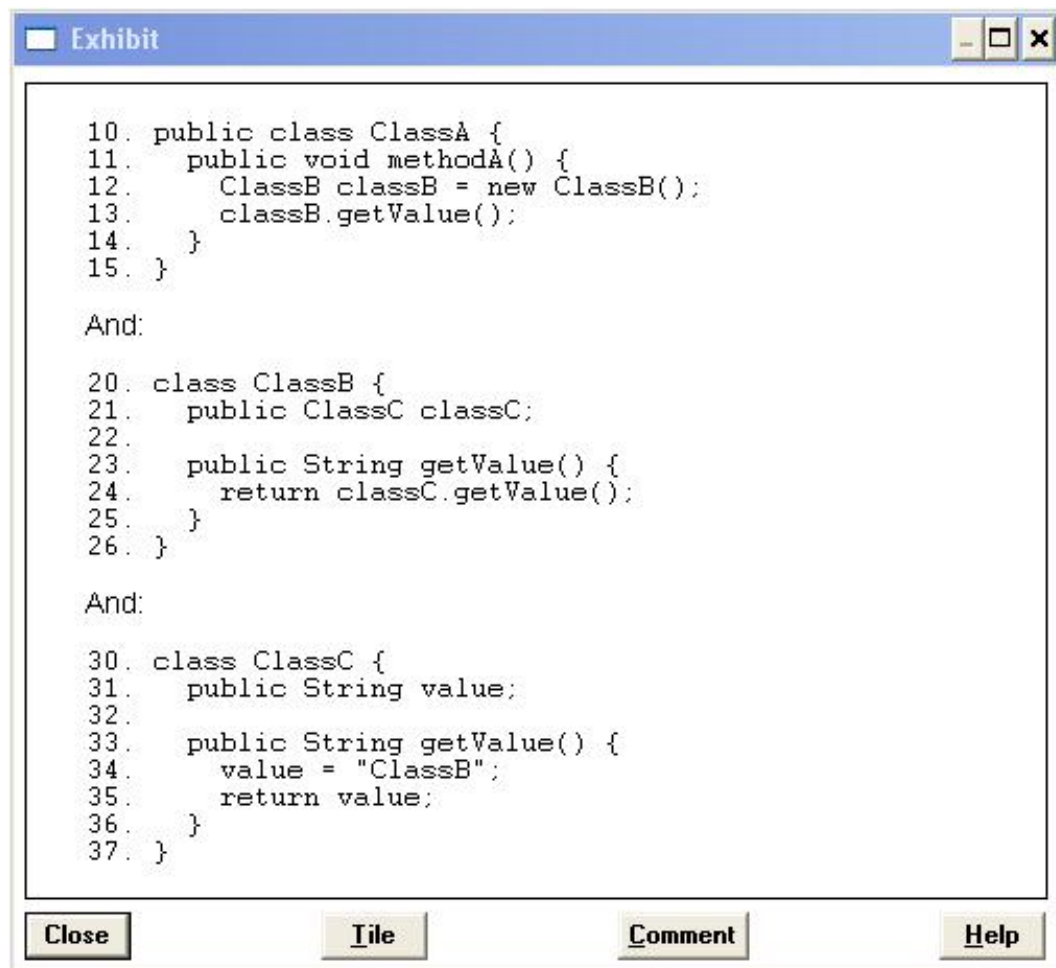 Exhibit
10. public class ClassA {
11.   public void methodA() {
12.     ClassB classB = new ClassB();
13.     classB.getValue();
14.   }
15. }
And:
20. class ClassB {
21.   public ClassC classC;
22.
23.   public String getValue() {
24.     return classC.getValue();
25.   }
26. }
And:
30. class ClassC {
31.   public String value;
32.
33.   public String getValue() {
34.     value = "ClassB";
35.     return value;
36.   }
37. }
Close Tile Comment Help